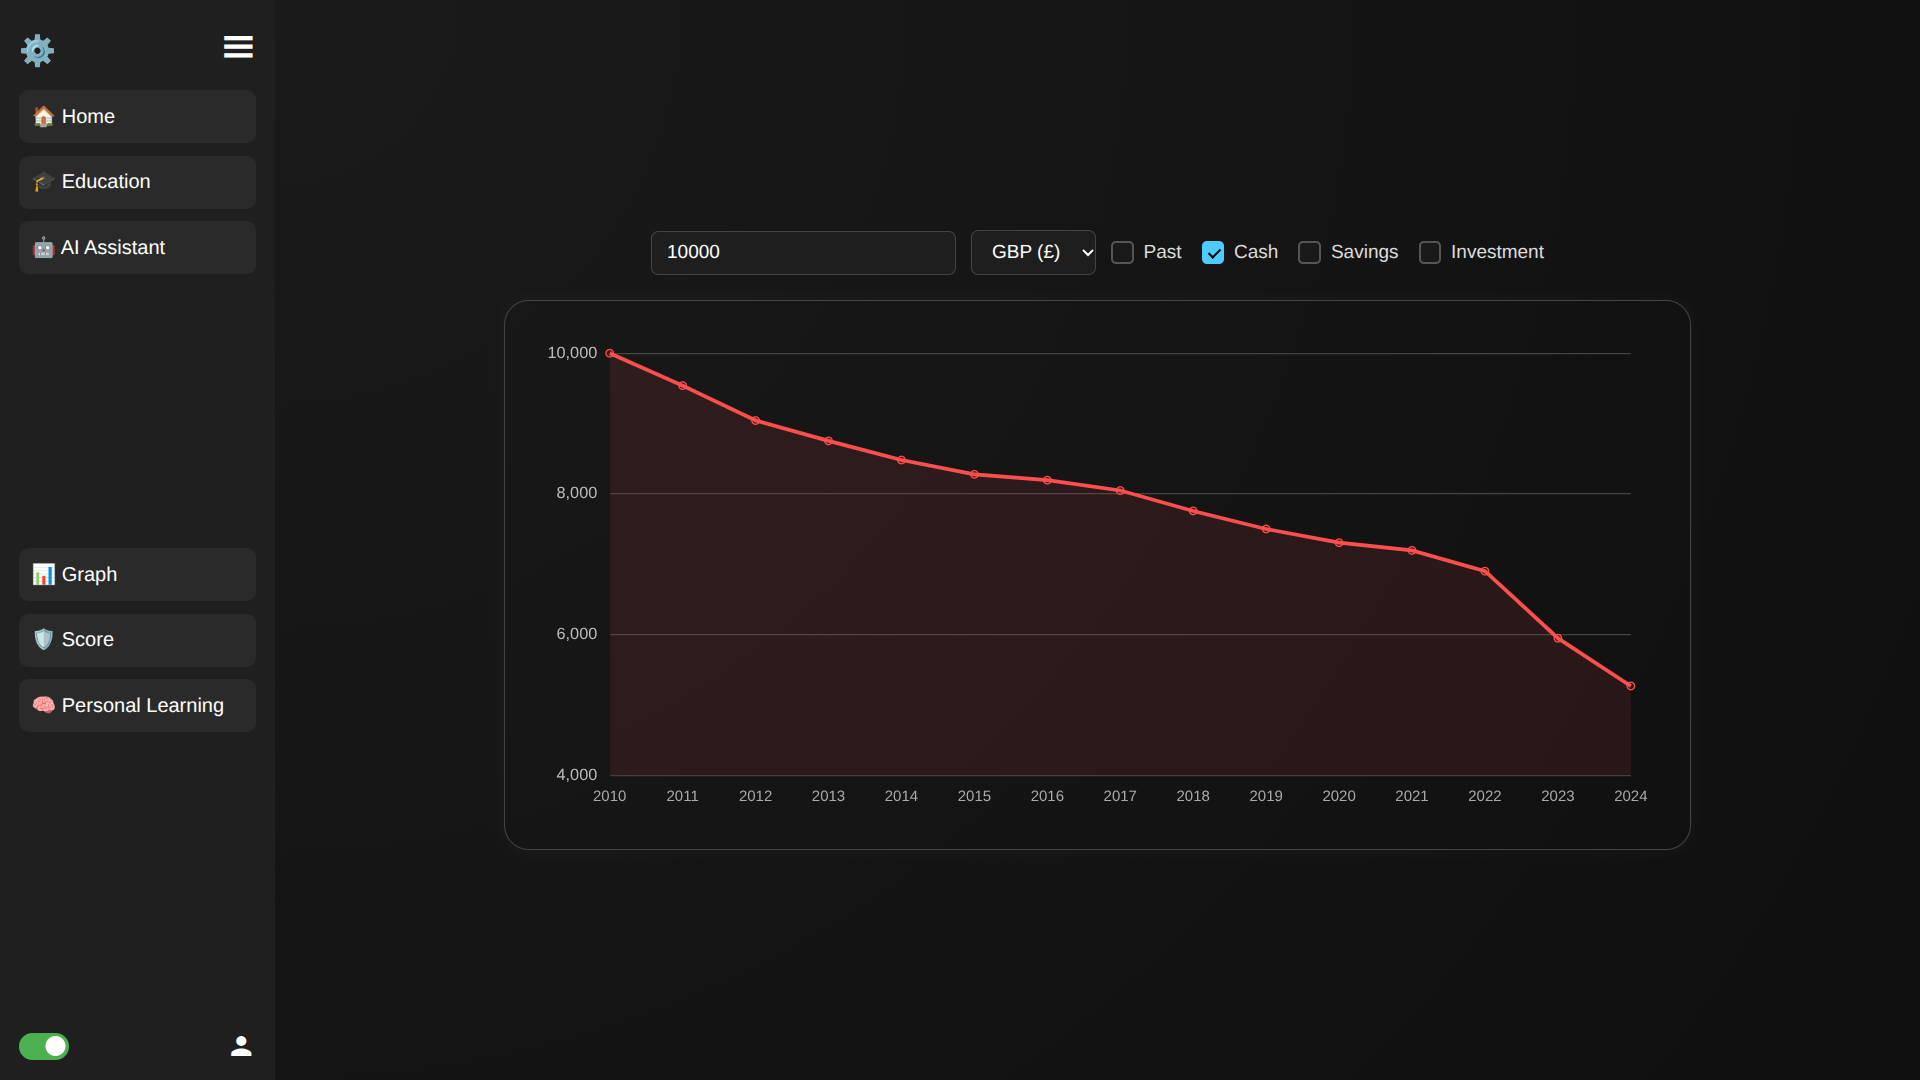 Home
Education
AI Assistant
Graph
Score
Personal Learning
10000 GBP (£) Past Cash Savings Investment
10,000
8,000
6,000
4,000
2010 2011 2012 2013 2014 2015 2016 2017 2018 2019 2020 2021 2022 2023 2024